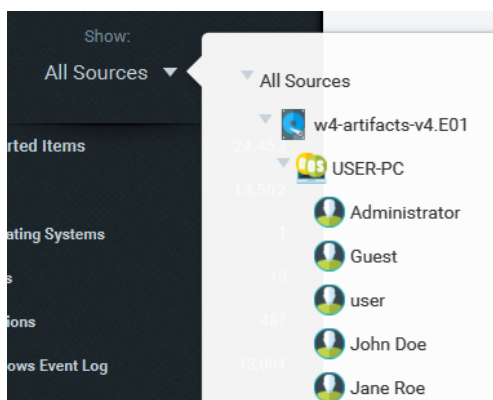 Show:
All Sources
All Sources
w4-artifacts-v4.E01
USER-PC
Administrator
Guest
user
John Doe
Jane Roe
rted Items 24,453
13,502
ating Systems 1
s 10
ions 487
ows Event Log 13,004